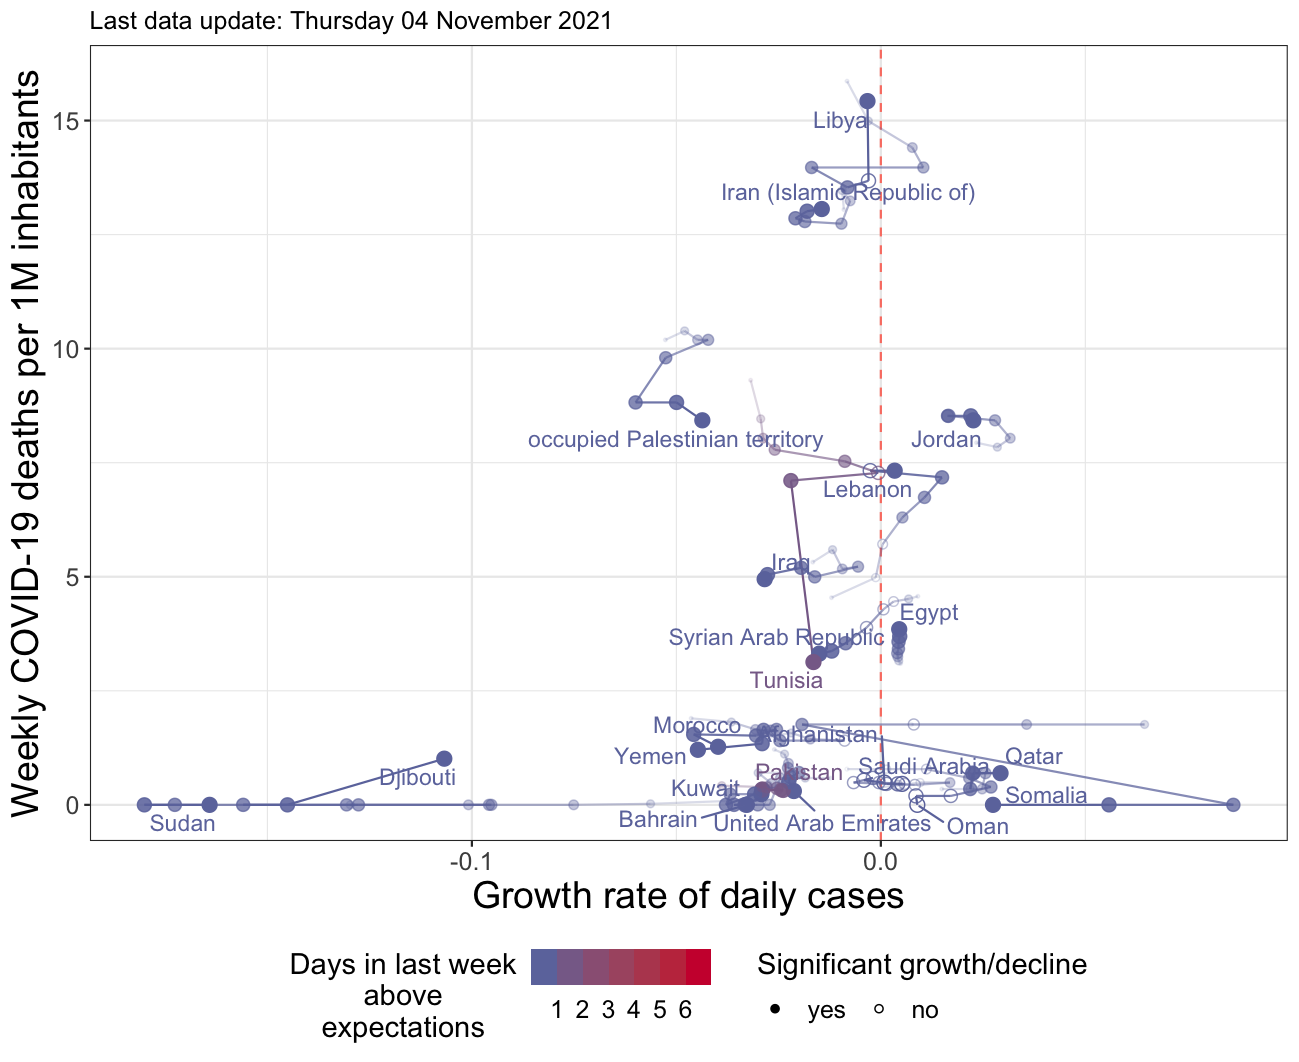 Last data update: Thursday 04 November 2021
Weekly COVID-19 deaths per 1M inhabitants
15
10
5
0
Libya
Iran (Islamic Republic of)
occupied Palestinian territory
Jordan
Lebanon
Iraq
Egypt
Syrian Arab Republic
Tunisia
Morocco
Afghanistan
Yemen
Qatar
Djibouti
Pakistan
Saudi Arabia
Kuwait
Somalia
Sudan
Bahrain
United Arab Emirates
Oman
-0.1
0.0
Growth rate of daily cases
Days in last week
above
expectations
1 2 3 4 5 6
Significant growth/decline
yes
no